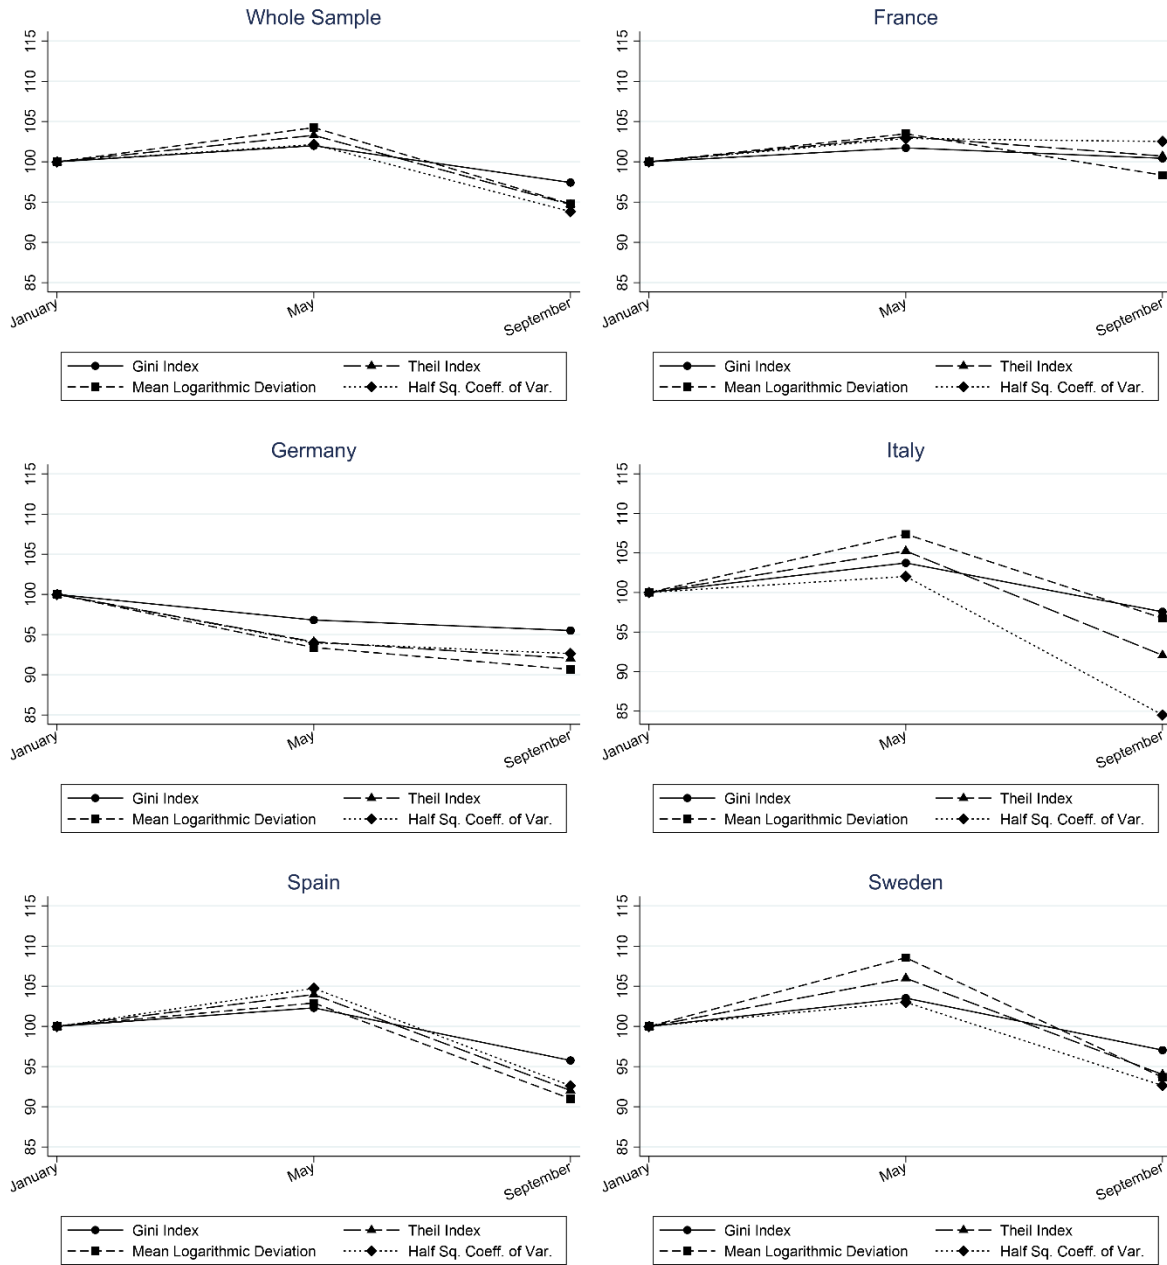 Whole Sample
115
110
105
100
95
90
85
January
May
September
Gini Index
Theil Index
Mean Logarithmic Deviation
Half Sq. Coeff. of Var.
France
115
110
105
100
95
90
85
January
May
September
Gini Index
Theil Index
Mean Logarithmic Deviation
Half Sq. Coeff. of Var.
Germany
115
110
105
100
95
90
85
January
May
September
Gini Index
Theil Index
Mean Logarithmic Deviation
Half Sq. Coeff. of Var.
Italy
115
110
105
100
95
90
85
January
May
September
Gini Index
Theil Index
Mean Logarithmic Deviation
Half Sq. Coeff. of Var.
Spain
115
110
105
100
95
90
85
January
May
September
Gini Index
Theil Index
Mean Logarithmic Deviation
Half Sq. Coeff. of Var.
Sweden
115
110
105
100
95
90
85
January
May
September
Gini Index
Theil Index
Mean Logarithmic Deviation
Half Sq. Coeff. of Var.